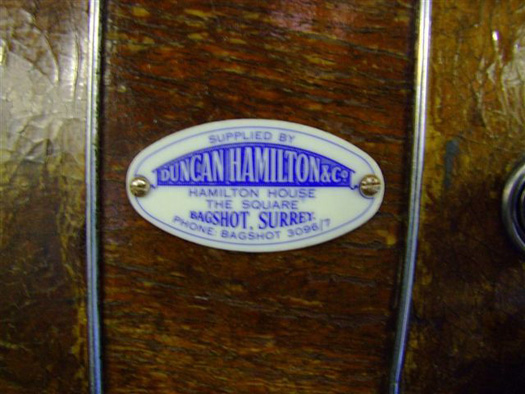 SUPPLIED BY
DUNCAN HAMILTON & Co.
HAMILTON HOUSE
THE SQUARE
BAGSHOT, SURREY.
PHONE: BAGSHOT 3096/7